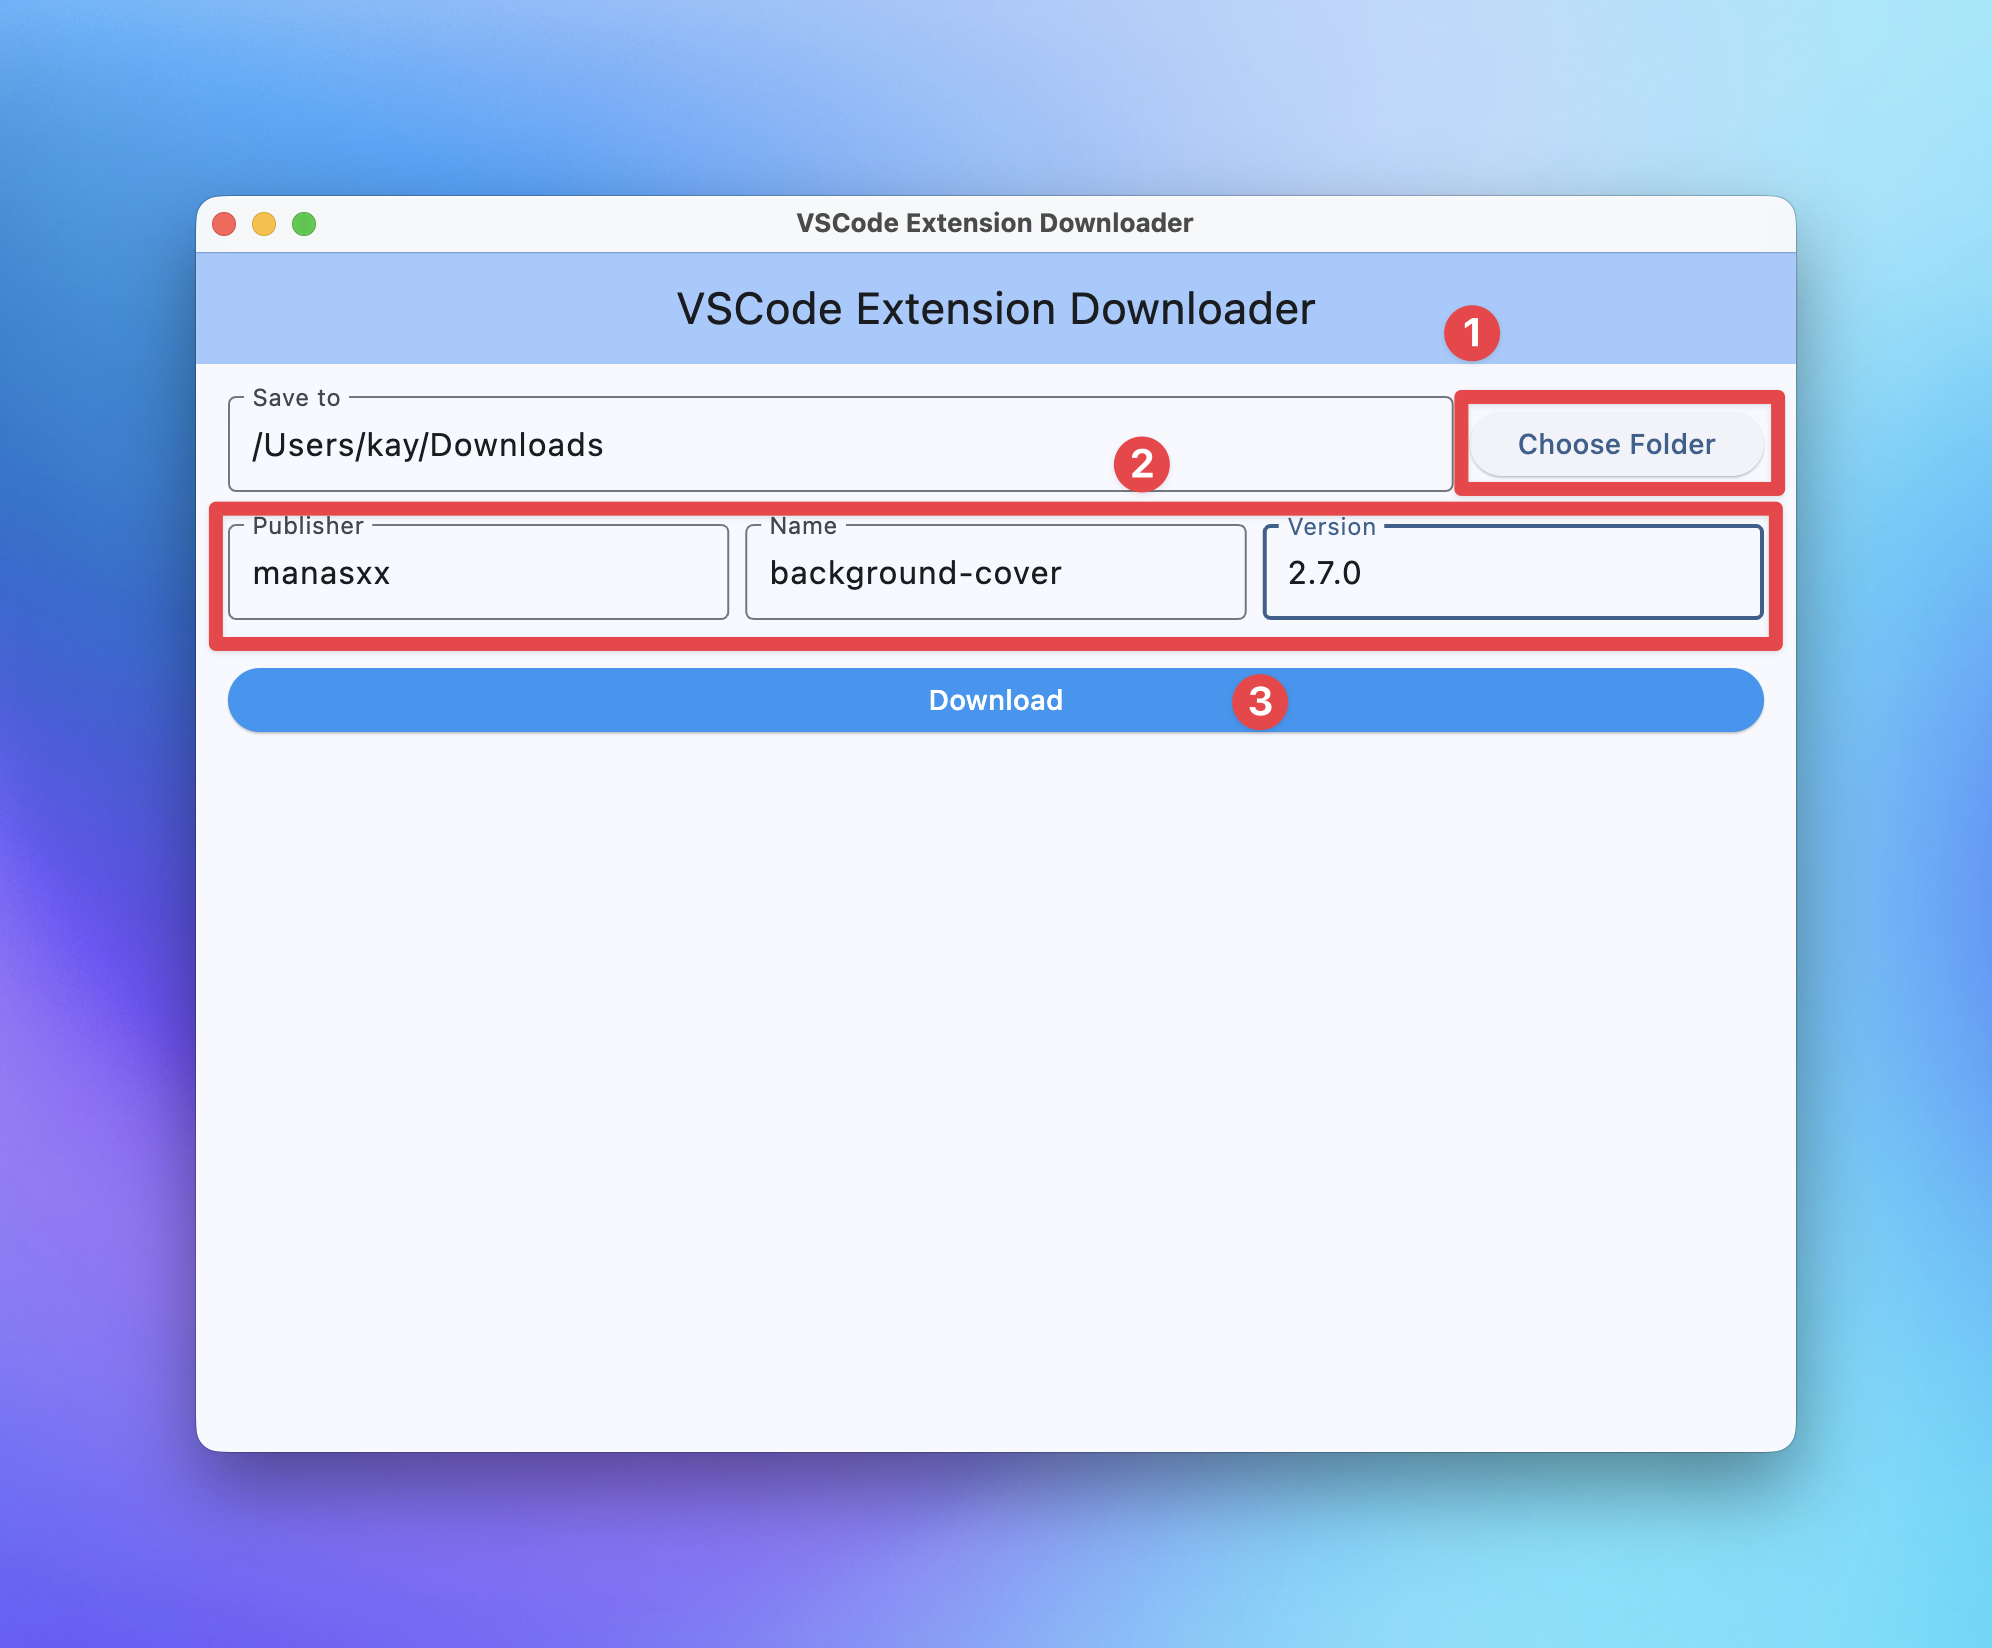 VSCode Extension Downloader
VSCode Extension Downloader
1
Save to
/Users/kay/Downloads
Choose Folder
2
Publisher
manasxx
Name
background-cover
Version
2.7.0
Download
3